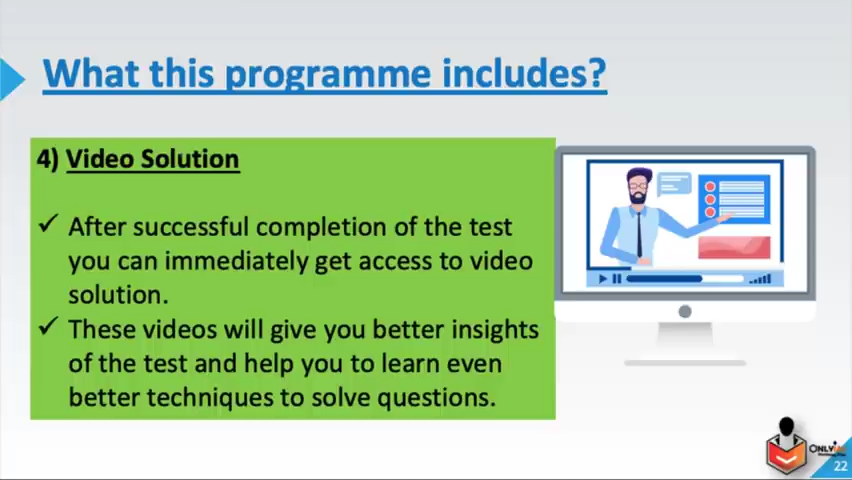 What this programme includes?
4) Video Solution
✓ After successful completion of the test
you can immediately get access to video
solution.
✓ These videos will give you better insights
of the test and help you to learn even
better techniques to solve questions.
22